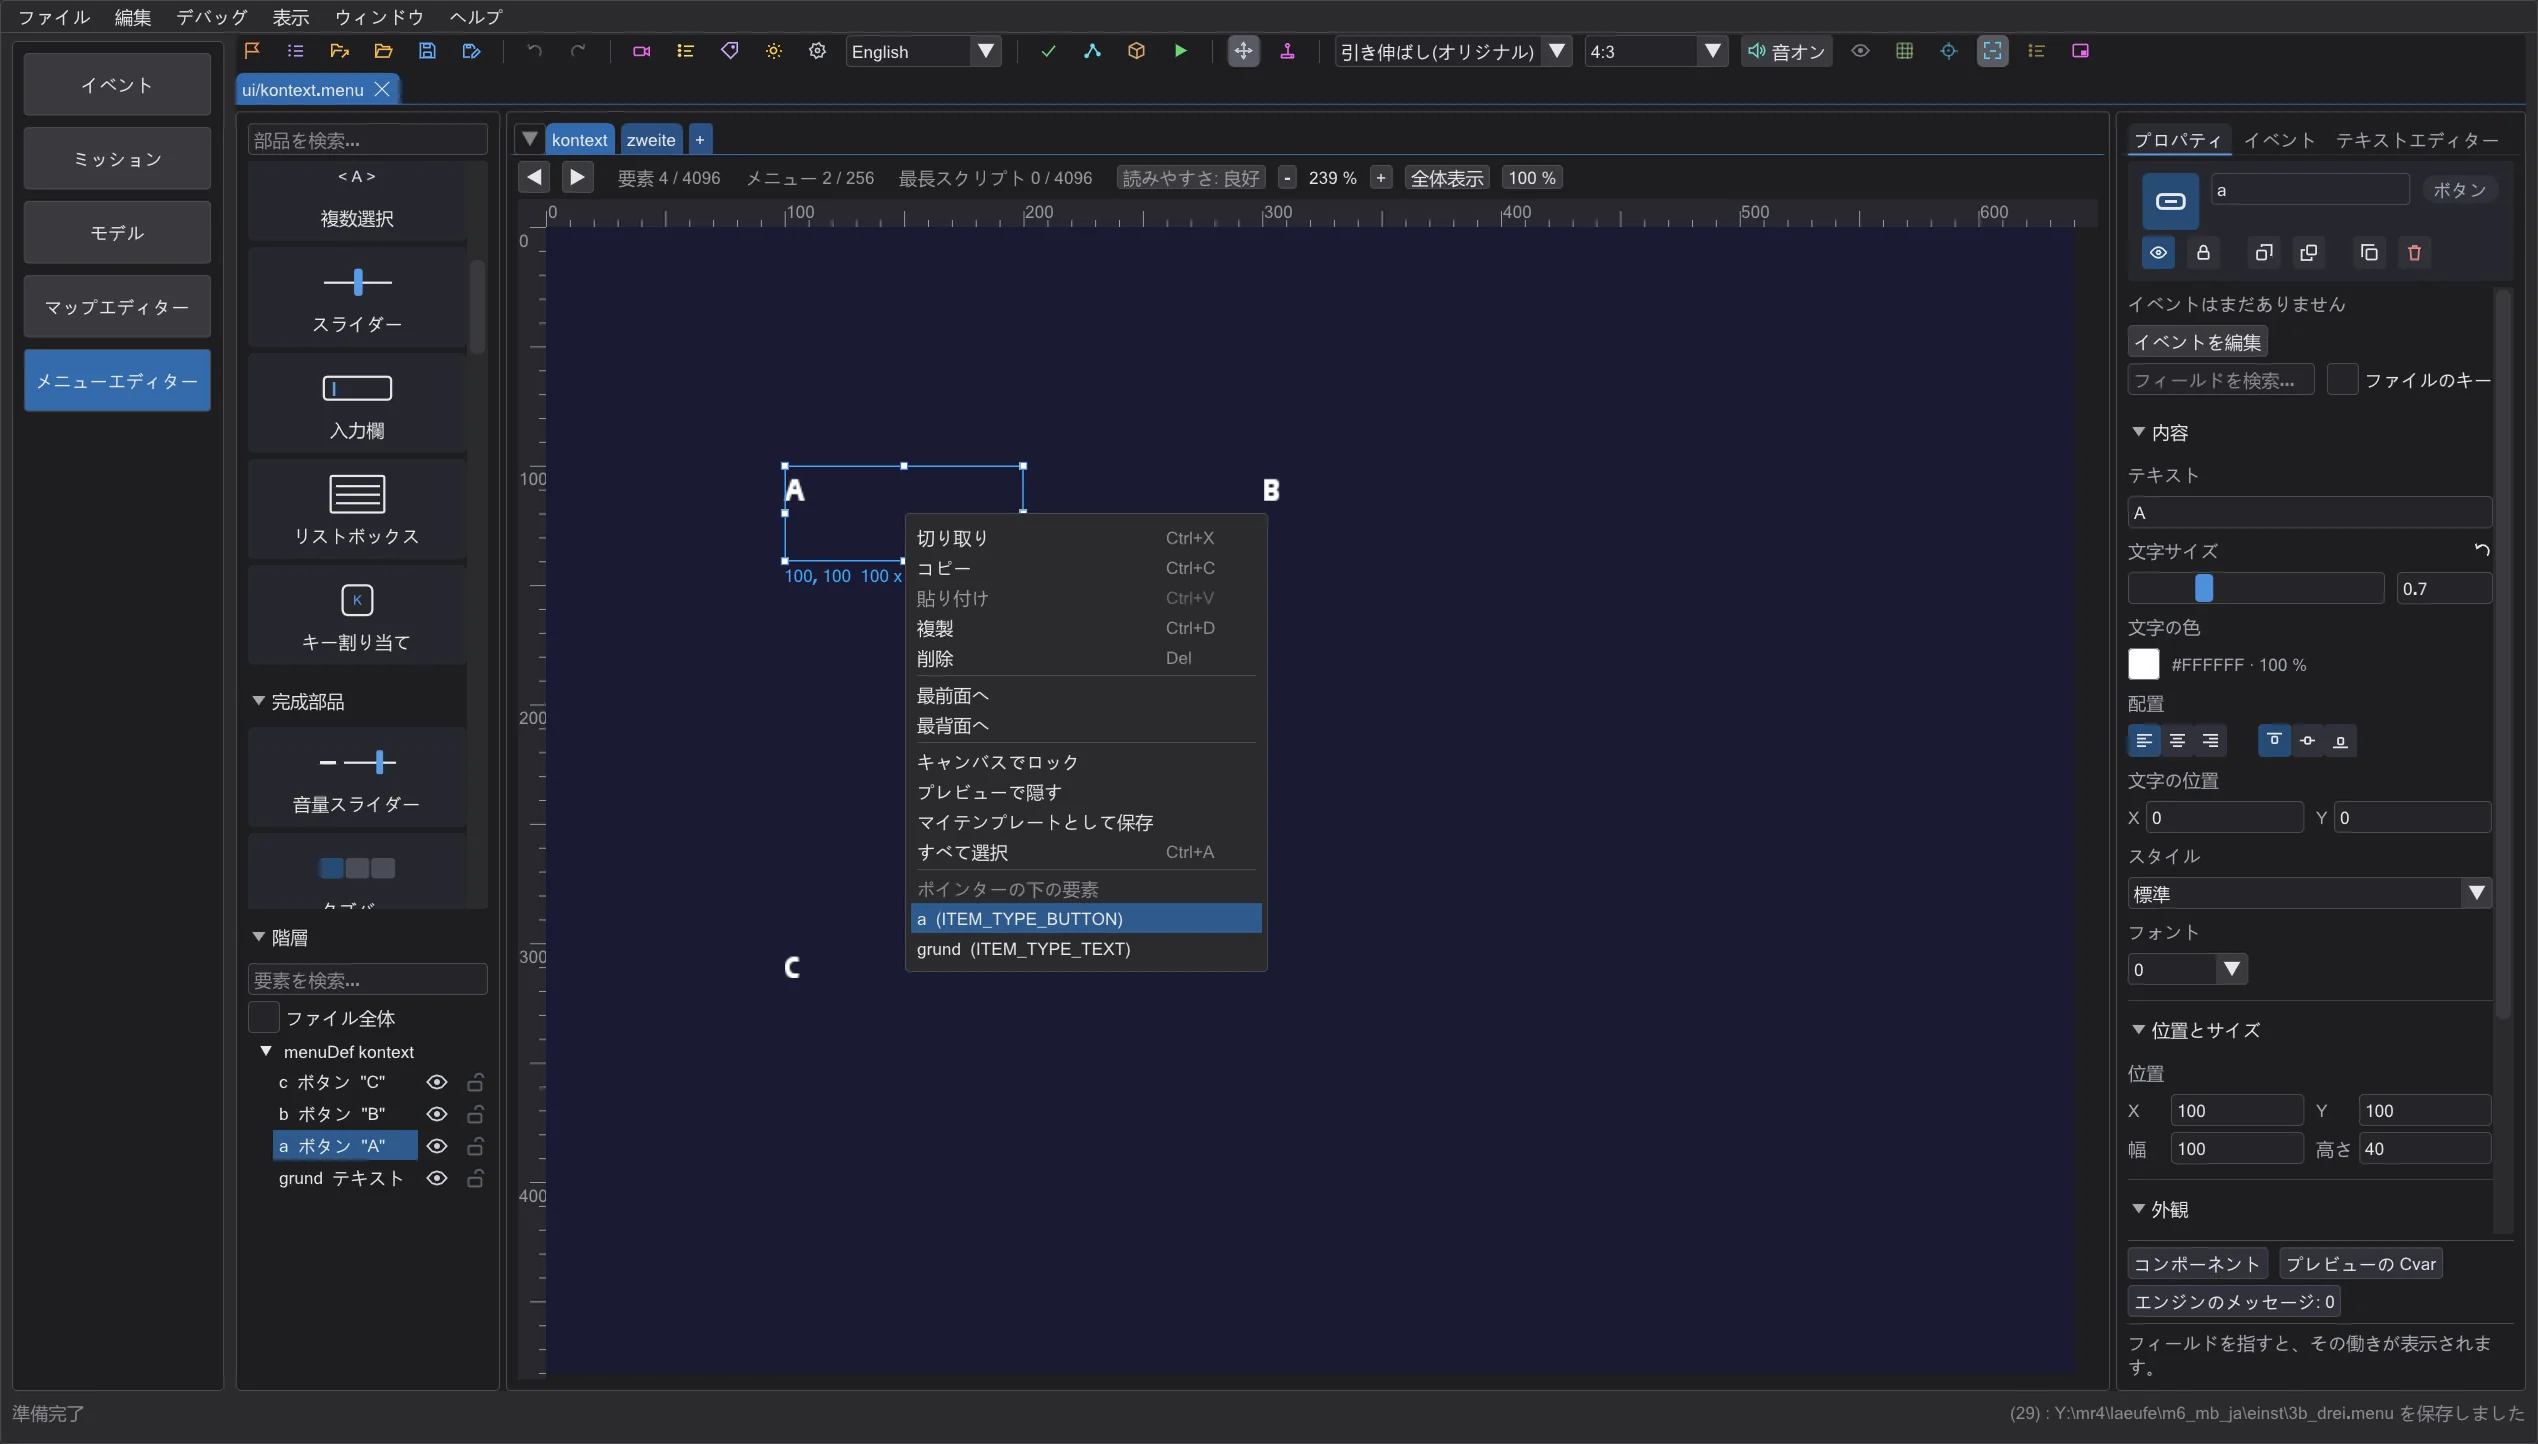 ファイル 編集 デバッグ 表示 ウィンドウ ヘルプ
English 引き伸ばし(オリジナル) 4:3 音オン
ui/kontext.menu
イベント
ミッション
モデル
マップエディター
メニューエディター
部品を検索...
< A >
複数選択
スライダー
入力欄
リストボックス
K
キー割り当て
完成部品
音量スライダー
階層
要素を検索...
ファイル全体
menuDef kontext
c ボタン "C"
b ボタン "B"
a ボタン "A"
grund テキスト
kontext zweite +
要素 4 / 4096 メニュー 2 / 256 最長スクリプト 0 / 4096 読みやすさ: 良好 - 239 % + 全体表示 100 %
0 100 200 300 400 500 600
0
100
200
300
400
A
B
C
100, 100 100 x
切り取り Ctrl+X
コピー Ctrl+C
貼り付け Ctrl+V
複製 Ctrl+D
削除 Del
最前面へ
最背面へ
キャンバスでロック
プレビューで隠す
マイテンプレートとして保存
すべて選択 Ctrl+A
ポインターの下の要素
a (ITEM_TYPE_BUTTON)
grund (ITEM_TYPE_TEXT)
プロパティ イベント テキストエディター
a ボタン
イベントはまだありません
イベントを編集
フィールドを検索... ファイルのキー
内容
テキスト
A
文字サイズ
0.7
文字の色
#FFFFFF · 100 %
配置
文字の位置
X 0 Y 0
スタイル
標準
フォント
0
位置とサイズ
位置
X 100 Y 100
幅 100 高さ 40
外観
コンポーネント プレビューの Cvar
エンジンのメッセージ: 0
フィールドを指すと、その働きが表示されま
す。
準備完了
(29) : Y:\mr4\laeufe\m6_mb_ja\einst\3b_drei.menu を保存しました